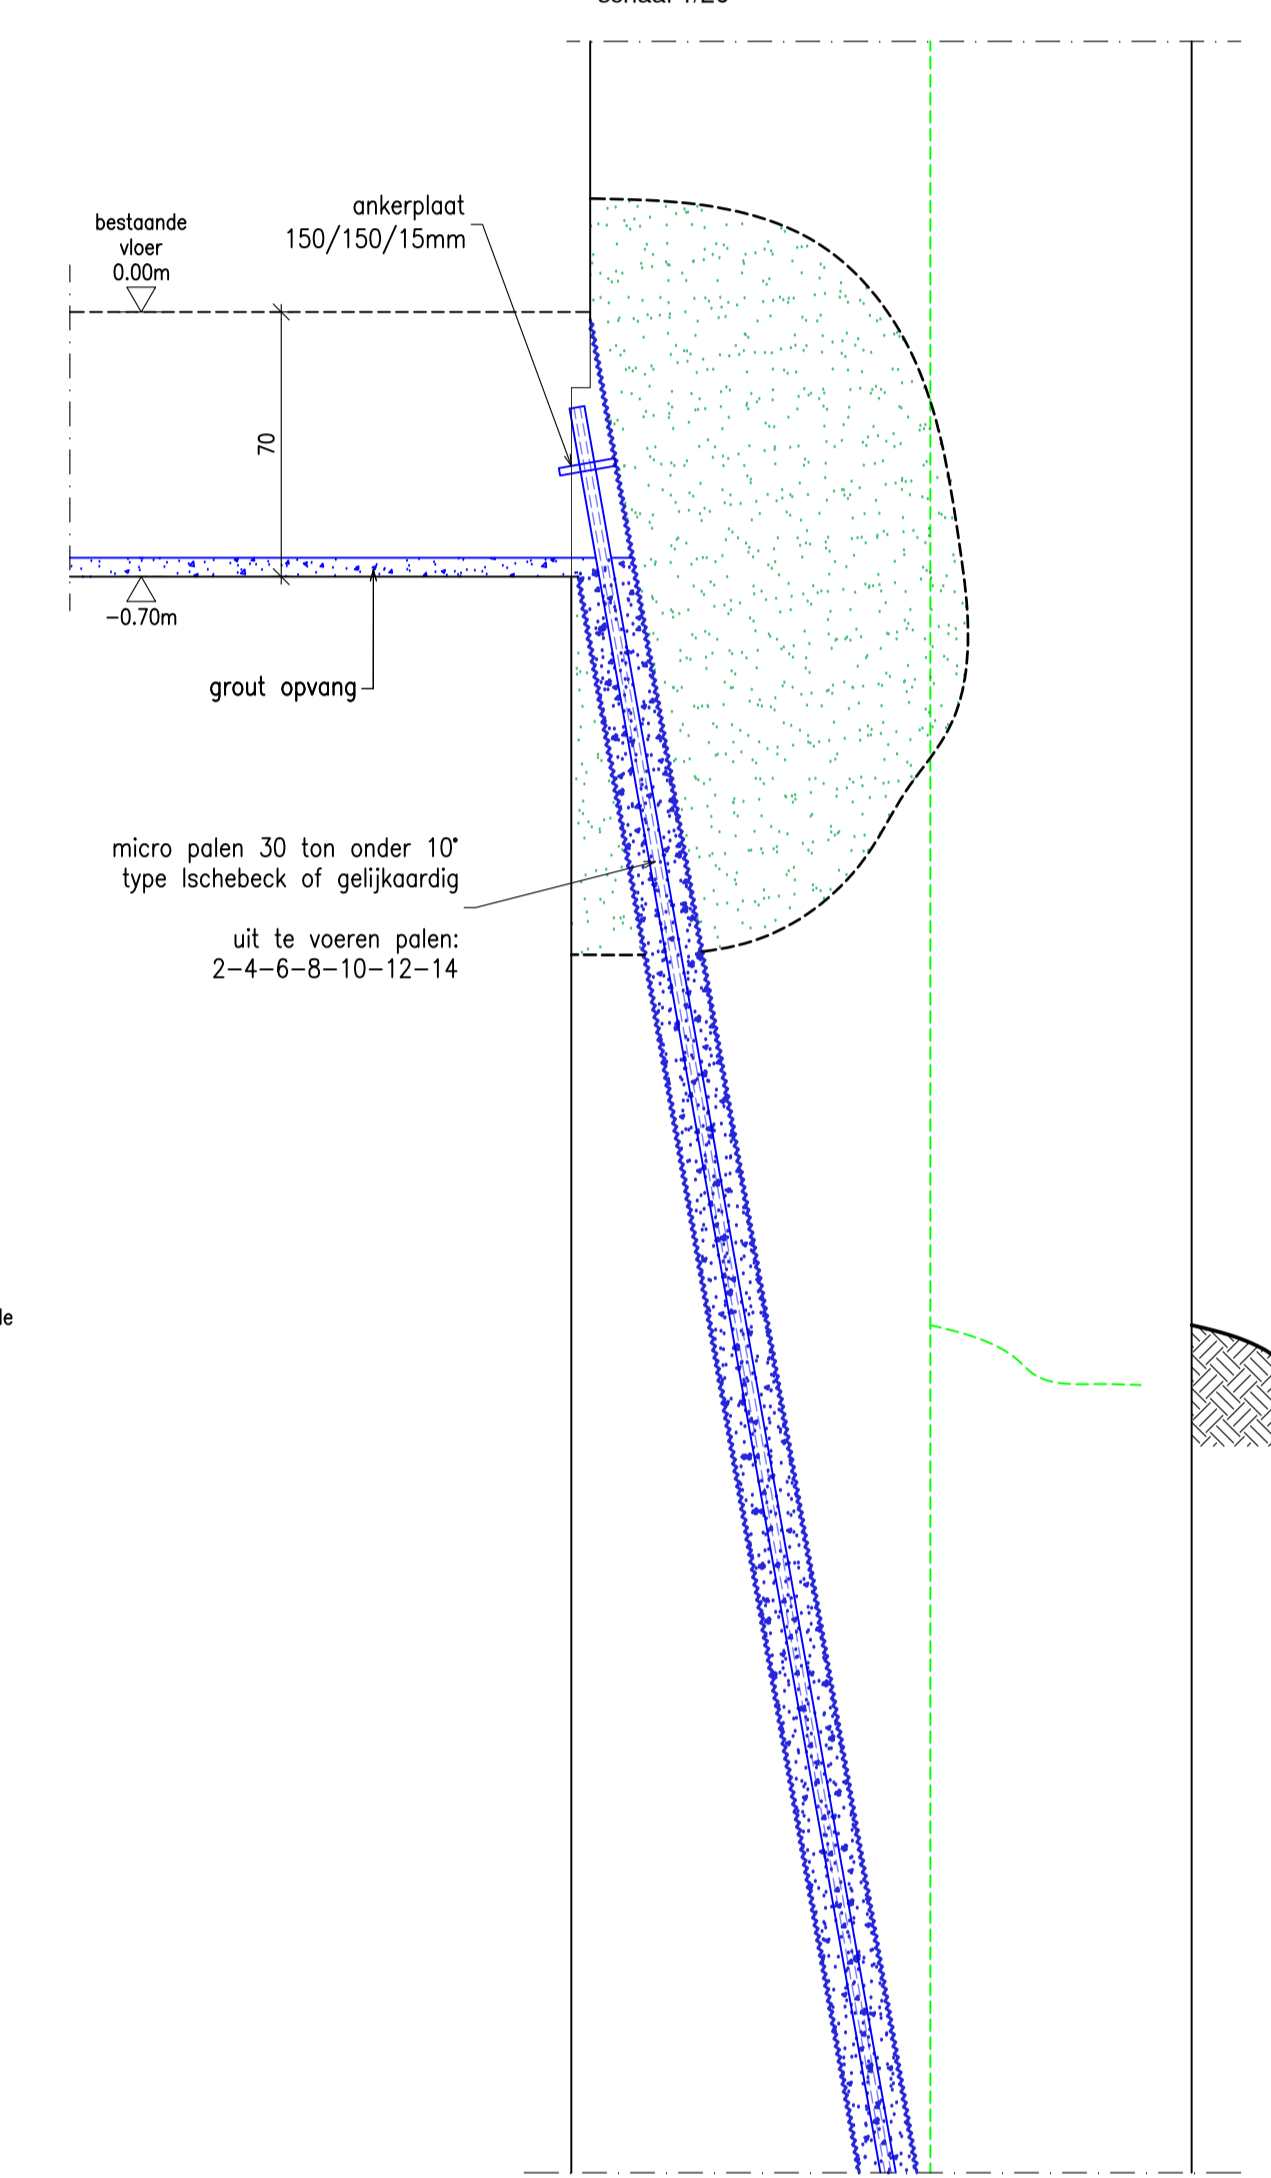 ankerplaat
150/150/15mm
bestaande
vloer
0.00m
70
-0.70m
grout opvang
micro palen 30 ton onder 10°
type Ischebeck of gelijkaardig
uit te voeren palen:
2-4-6-8-10-12-14